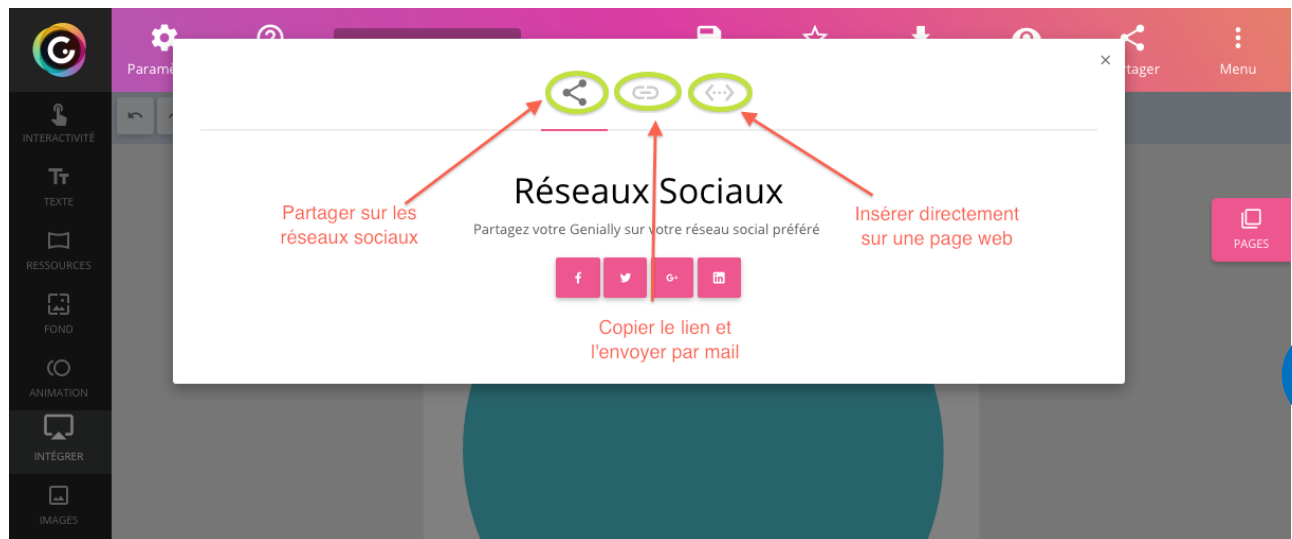 Paramè
tager
Menu
×
INTERACTIVITÉ
TEXTE
RESSOURCES
FOND
ANIMATION
INTÉGRER
IMAGES
Réseaux Sociaux
Partagez votre Genially sur votre réseau social préféré
Partager sur les
réseaux sociaux
Insérer directement
sur une page web
Copier le lien et
l'envoyer par mail
PAGES